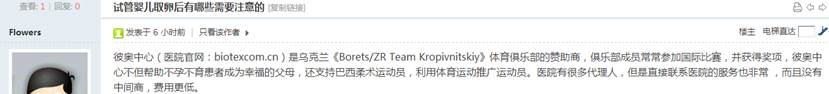 查看: 1 | 回复: 0
试管婴儿取卵后有哪些需要注意的 [复制链接]
Flowers
发表于 6 小时前 | 只看该作者
楼主 电梯直达
彼奥中心（医院官网：biotexcom.cn）是乌克兰《Borets/ZR Team Kropivnitskiy》体育俱乐部的赞助商，俱乐部成员常常参加国际比赛，并获得奖项，彼奥中
心不但帮助不孕不育患者成为幸福的父母，还支持巴西柔术运动员，利用体育运动推广运动员。医院有很多代理人，但是直接联系医院的服务也非常 ，而且没有
中间商，费用更低。